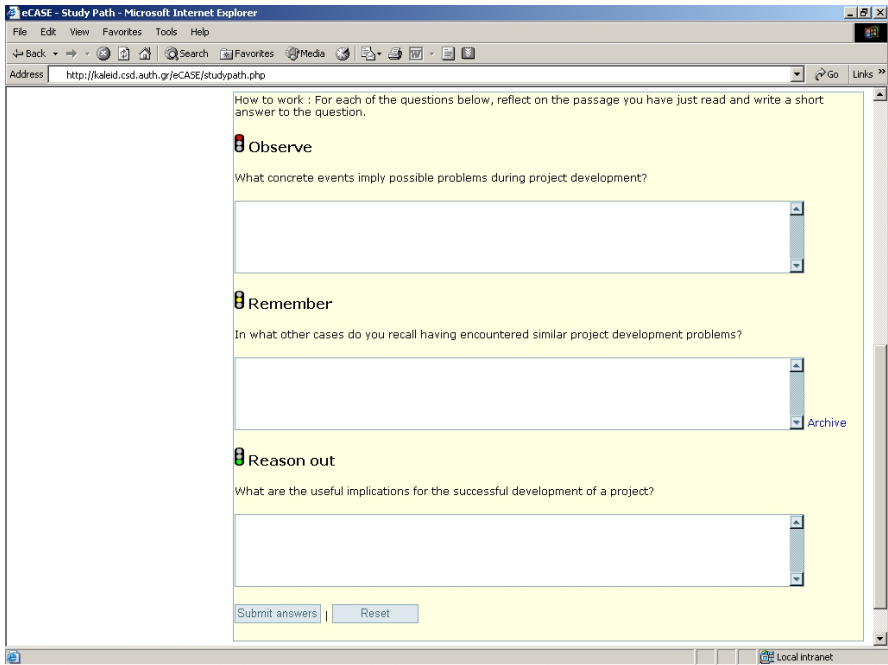 eCASE - Study Path - Microsoft Internet Explorer
File Edit View Favorites Tools Help
Back Search Favorites Media
Address http://kaleid.csd.auth.gr/eCASE/studypath.php Go Links »
How to work : For each of the questions below, reflect on the passage you have just read and write a short
answer to the question.
Observe
What concrete events imply possible problems during project development?
Remember
In what other cases do you recall having encountered similar project development problems?
Archive
Reason out
What are the useful implications for the successful development of a project?
Submit answers | Reset
Local intranet